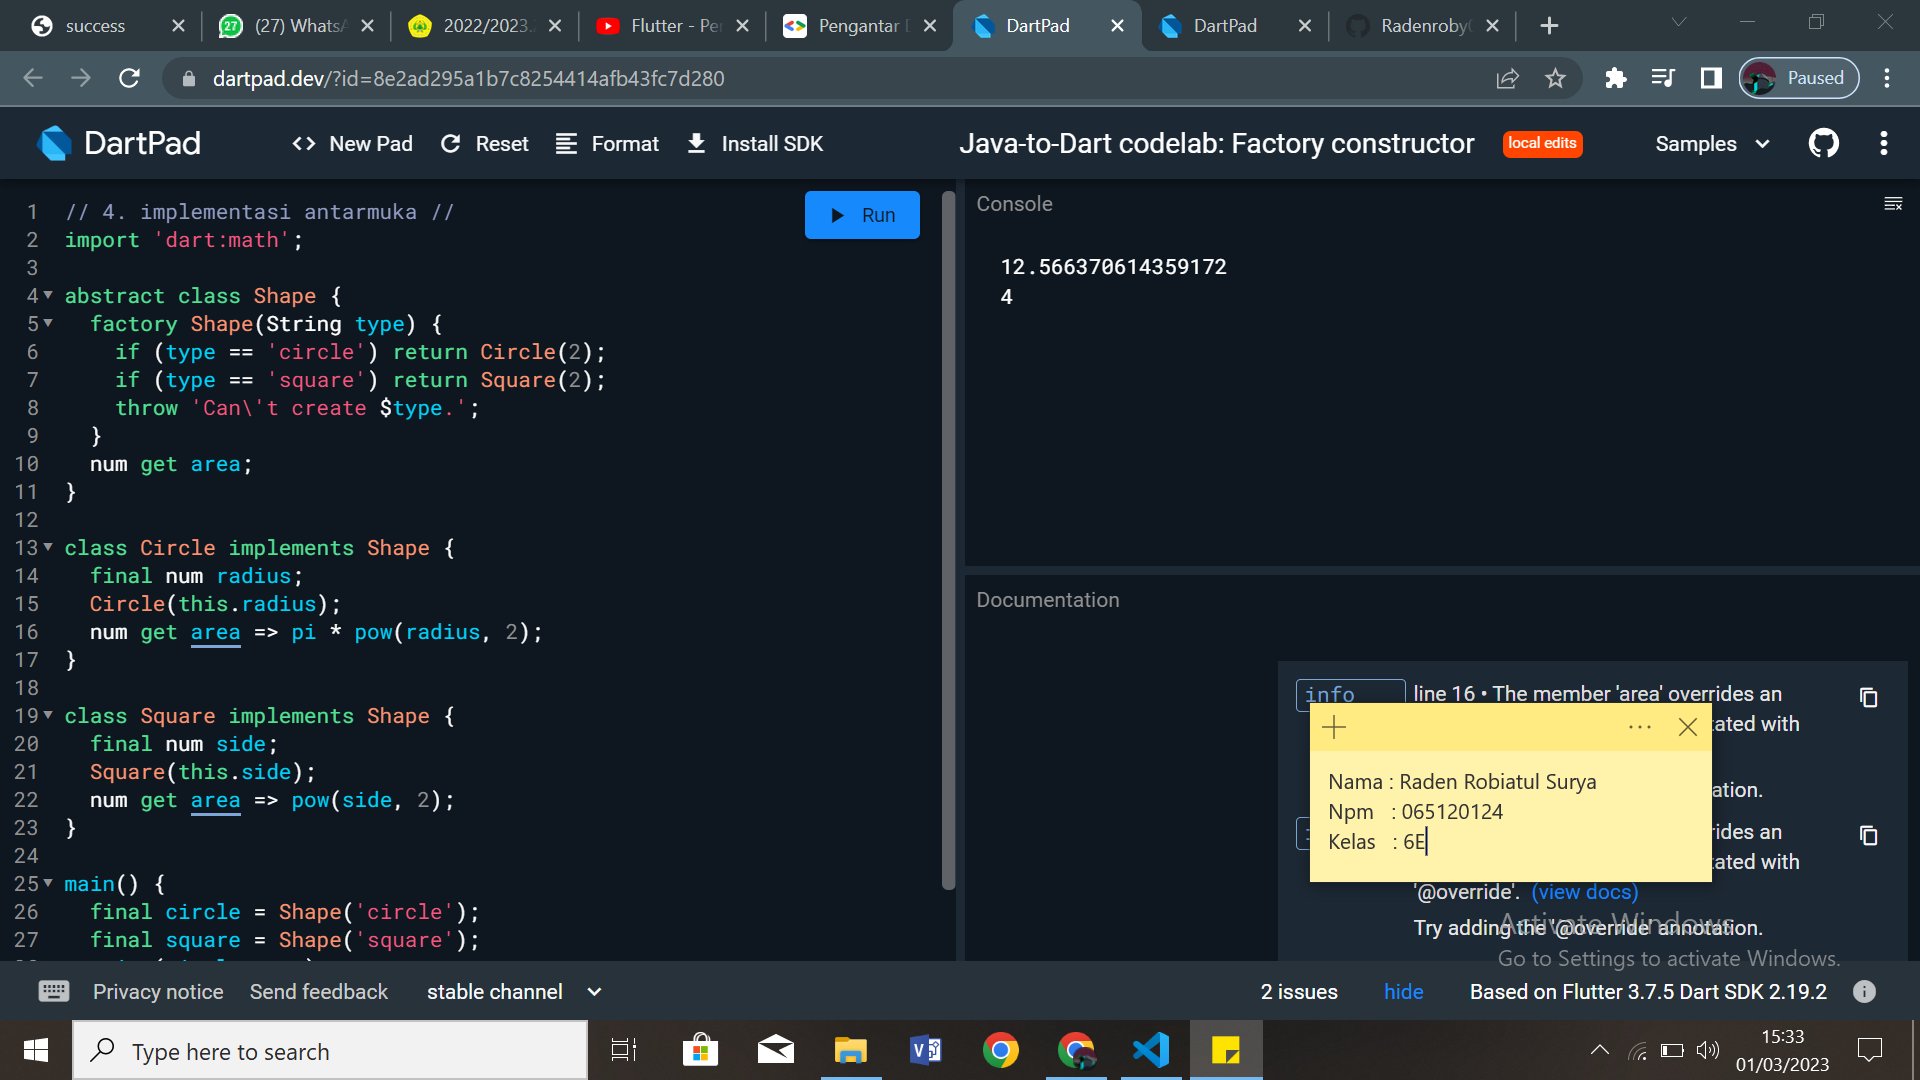 success
(27) WhatsA
2022/2023.
Flutter - Pe
Pengantar D
DartPad
DartPad
Radenroby
dartpad.dev/?id=8e2ad295a1b7c8254414afb43fc7d280
Paused
DartPad
<> New Pad
Reset
Format
Install SDK
Java-to-Dart codelab: Factory constructor
local edits
Samples
1 // 4. implementasi antarmuka //
2 import 'dart:math';
3
4 abstract class Shape {
5 factory Shape(String type) {
6 if (type == 'circle') return Circle(2);
7 if (type == 'square') return Square(2);
8 throw 'Can\'t create $type.';
9 }
10 num get area;
11 }
12
13 class Circle implements Shape {
14 final num radius;
15 Circle(this.radius);
16 num get area => pi * pow(radius, 2);
17 }
18
19 class Square implements Shape {
20 final num side;
21 Square(this.side);
22 num get area => pow(side, 2);
23 }
24
25 main() {
26 final circle = Shape('circle');
27 final square = Shape('square');
Run
Console
12.566370614359172
4
Documentation
info
line 16 • The member 'area' overrides an
tated with
ation.
rides an
tated with
'@override'. (view docs)
Try adding the '@override' annotation.
Nama : Raden Robiatul Surya
Npm : 065120124
Kelas : 6E
Activate Windows
Go to Settings to activate Windows.
Privacy notice
Send feedback
stable channel
2 issues
hide
Based on Flutter 3.7.5 Dart SDK 2.19.2
Type here to search
15:33
01/03/2023